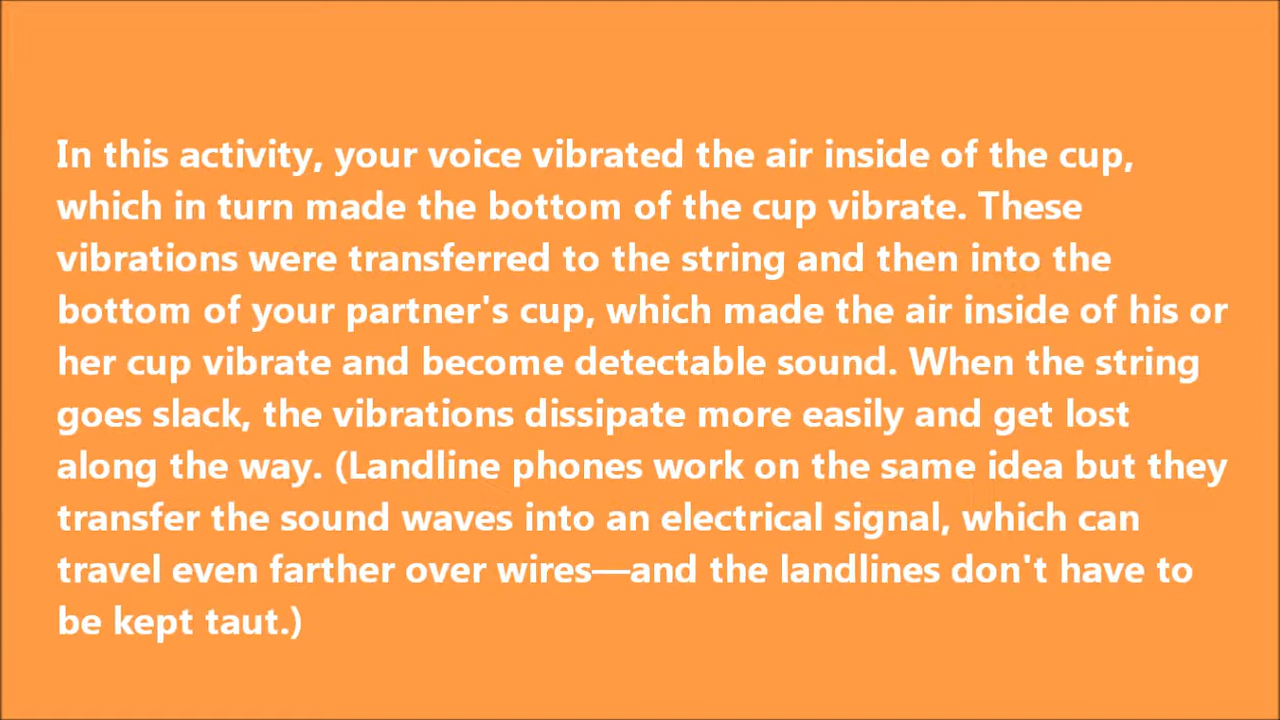 In this activity, your voice vibrated the air inside of the cup,
which in turn made the bottom of the cup vibrate. These
vibrations were transferred to the string and then into the
bottom of your partner's cup, which made the air inside of his or
her cup vibrate and become detectable sound. When the string
goes slack, the vibrations dissipate more easily and get lost
along the way. (Landline phones work on the same idea but they
transfer the sound waves into an electrical signal, which can
travel even farther over wires—and the landlines don't have to
be kept taut.)